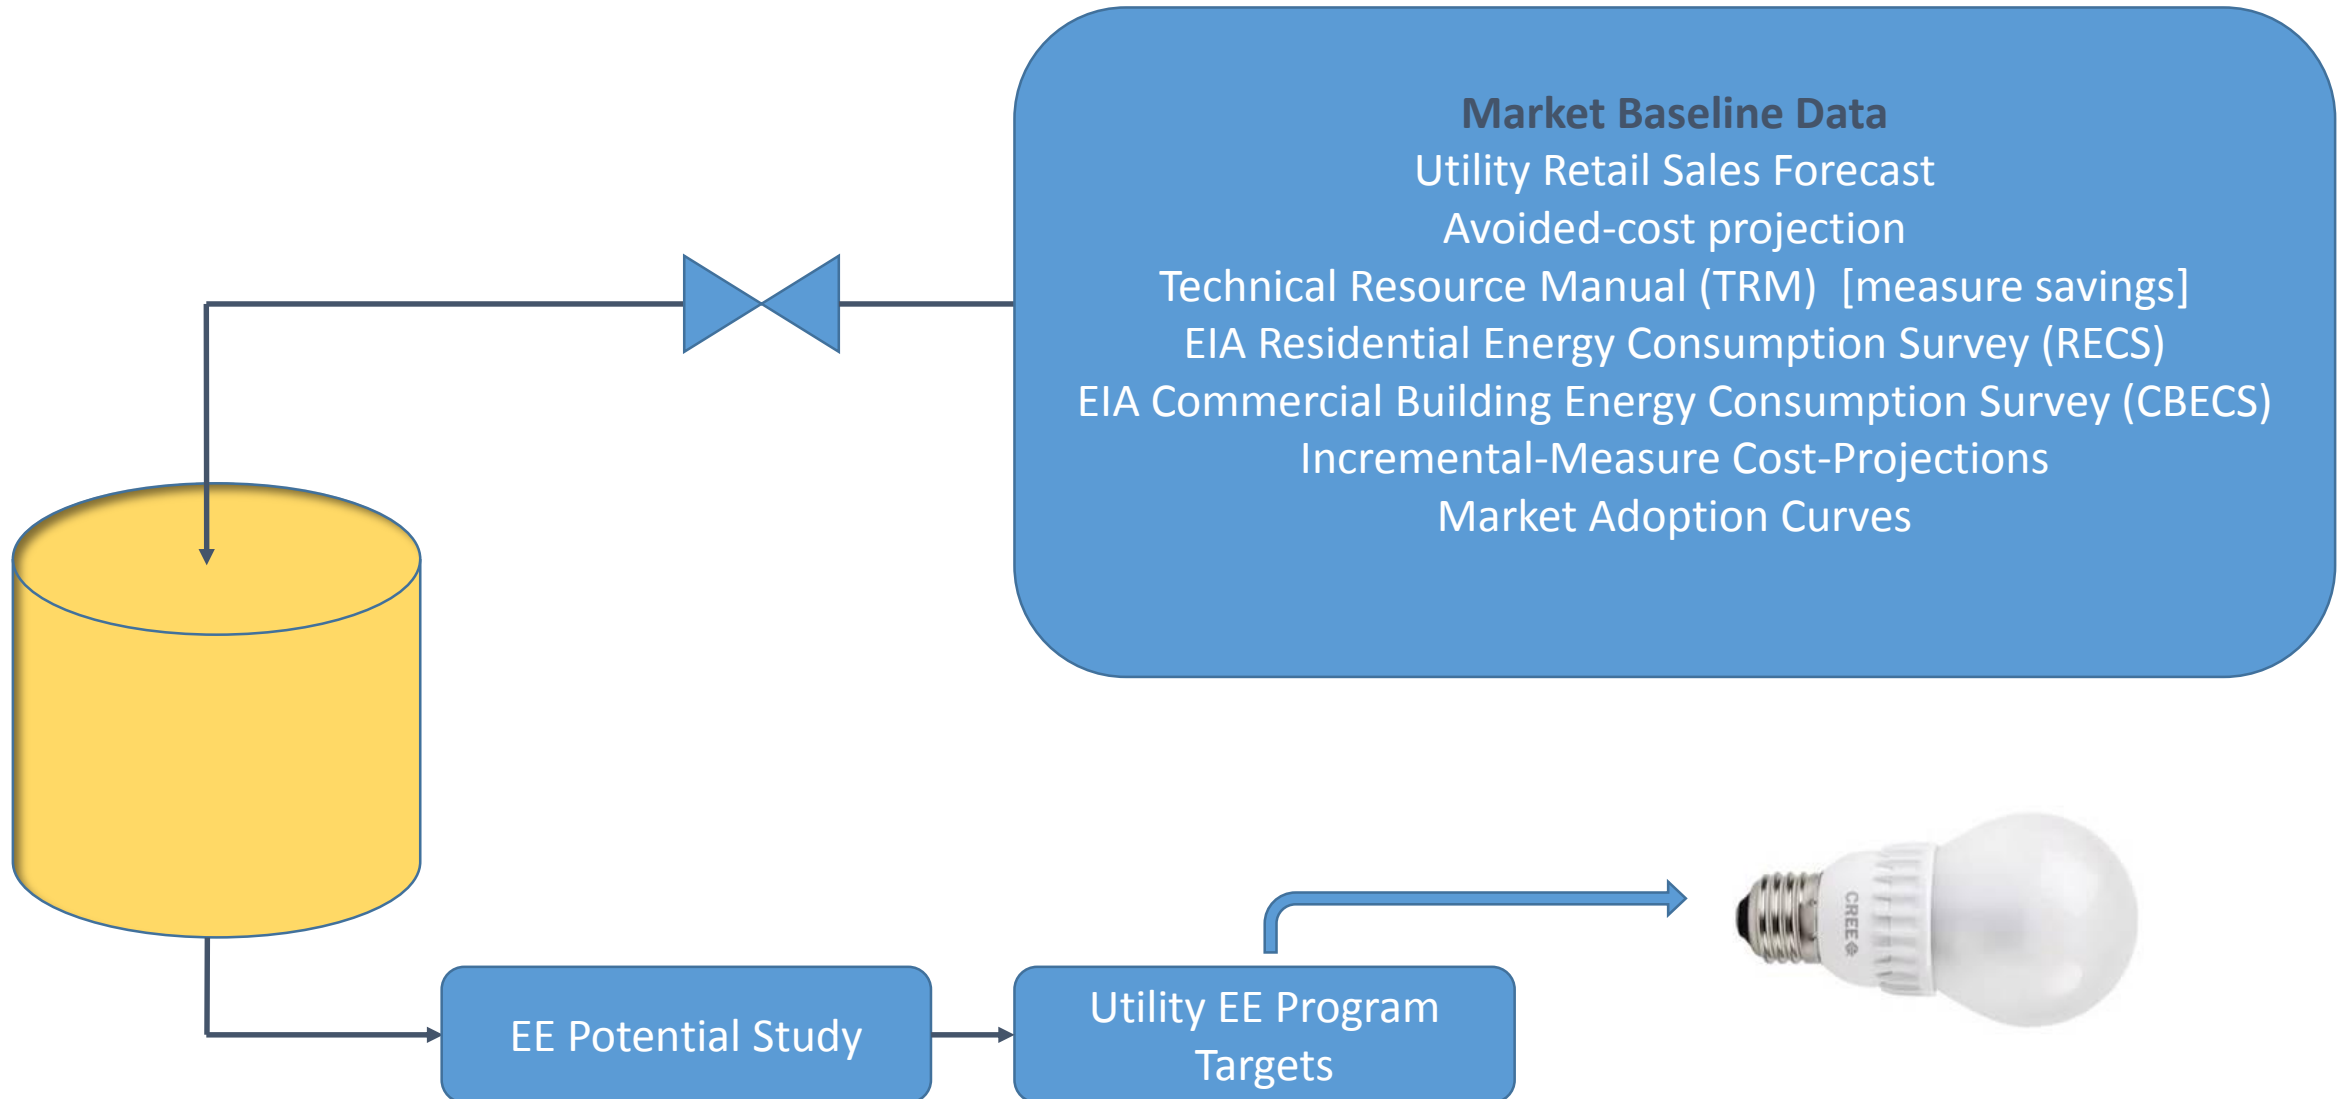 Market Baseline Data
Utility Retail Sales Forecast
Avoided-cost projection
Technical Resource Manual (TRM) [measure savings]
EIA Residential Energy Consumption Survey (RECS)
EIA Commercial Building Energy Consumption Survey (CBECS)
Incremental-Measure Cost-Projections
Market Adoption Curves
CREE
EE Potential Study
Utility EE Program
Targets